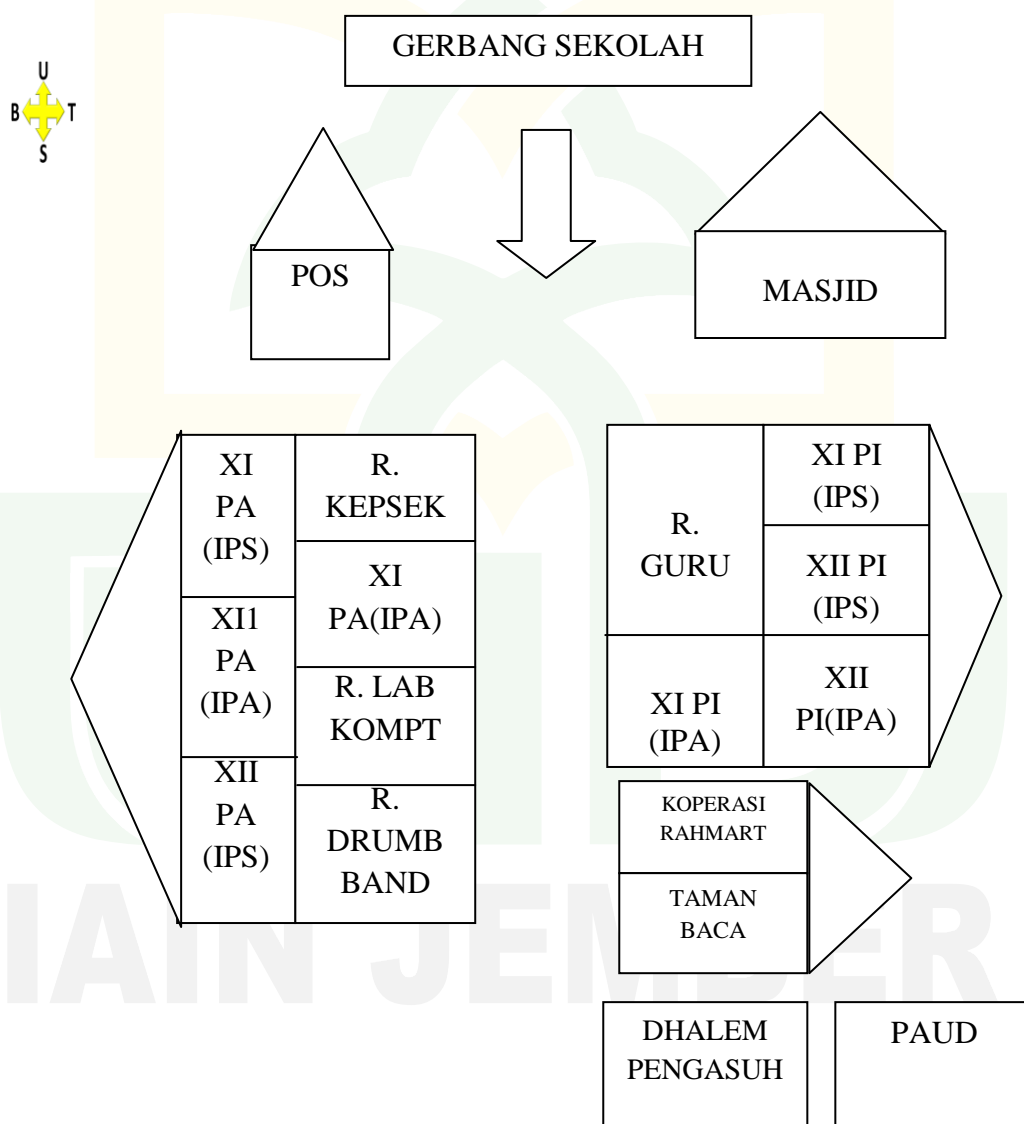 GERBANG SEKOLAH
U
B T
S
POS
MASJID
XI
PA
(IPS)
R.
KEPSEK
XI
PA(IPA)
XI1
PA
(IPA)
R. LAB
KOMPT
XII
PA
(IPS)
R.
DRUMB
BAND
R.
GURU
XI PI
(IPS)
XII PI
(IPS)
XI PI
(IPA)
XII
PI(IPA)
KOPERASI
RAHMART
TAMAN
BACA
DHALEM
PENGASUH
PAUD
IAIN JEMBER